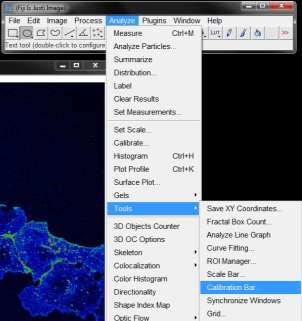 (Fiji Is Just) ImageJ
File Edit Image Process Analyze Plugins Window Help
Text tool (double-click to configure
Measure Ctrl+M
Analyze Particles...
Summarize
Distribution...
Label
Clear Results
Set Measurements...
Set Scale...
Calibrate...
Histogram Ctrl+H
Plot Profile Ctrl+K
Surface Plot...
Gels
Tools
3D Objects Counter
3D OC Options
Skeleton
Colocalization
Color Histogram
Directionality
Shape Index Map
Optic Flow
Save XY Coordinates...
Fractal Box Count...
Analyze Line Graph
Curve Fitting...
ROI Manager...
Scale Bar...
Calibration Bar...
Synchronize Windows
Grid...